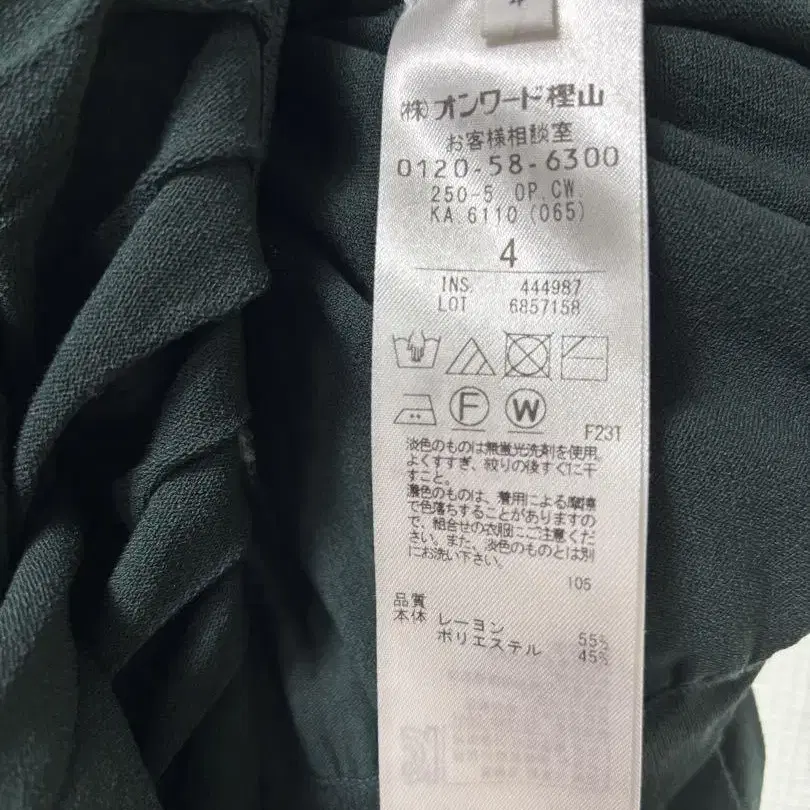 4
(株)オンワード樫山
お客様相談室
0120-58-6300
250-5 OP.CW.
KA.6110(065)
4
INS. 444987
LOT 6857158
F W
F23T
淡色のものは無蛍光洗剤を使用。
よくすすぎ、絞りの後すぐに干
すこと。
濃色のものは、着用による摩擦
で色落ちすることがありますの
で、組合せの衣服にご注意くだ
さい。また、淡色のものとは別
にお洗い下さい。
105
品質
本体 レーヨン 55%
ポリエステル 45%